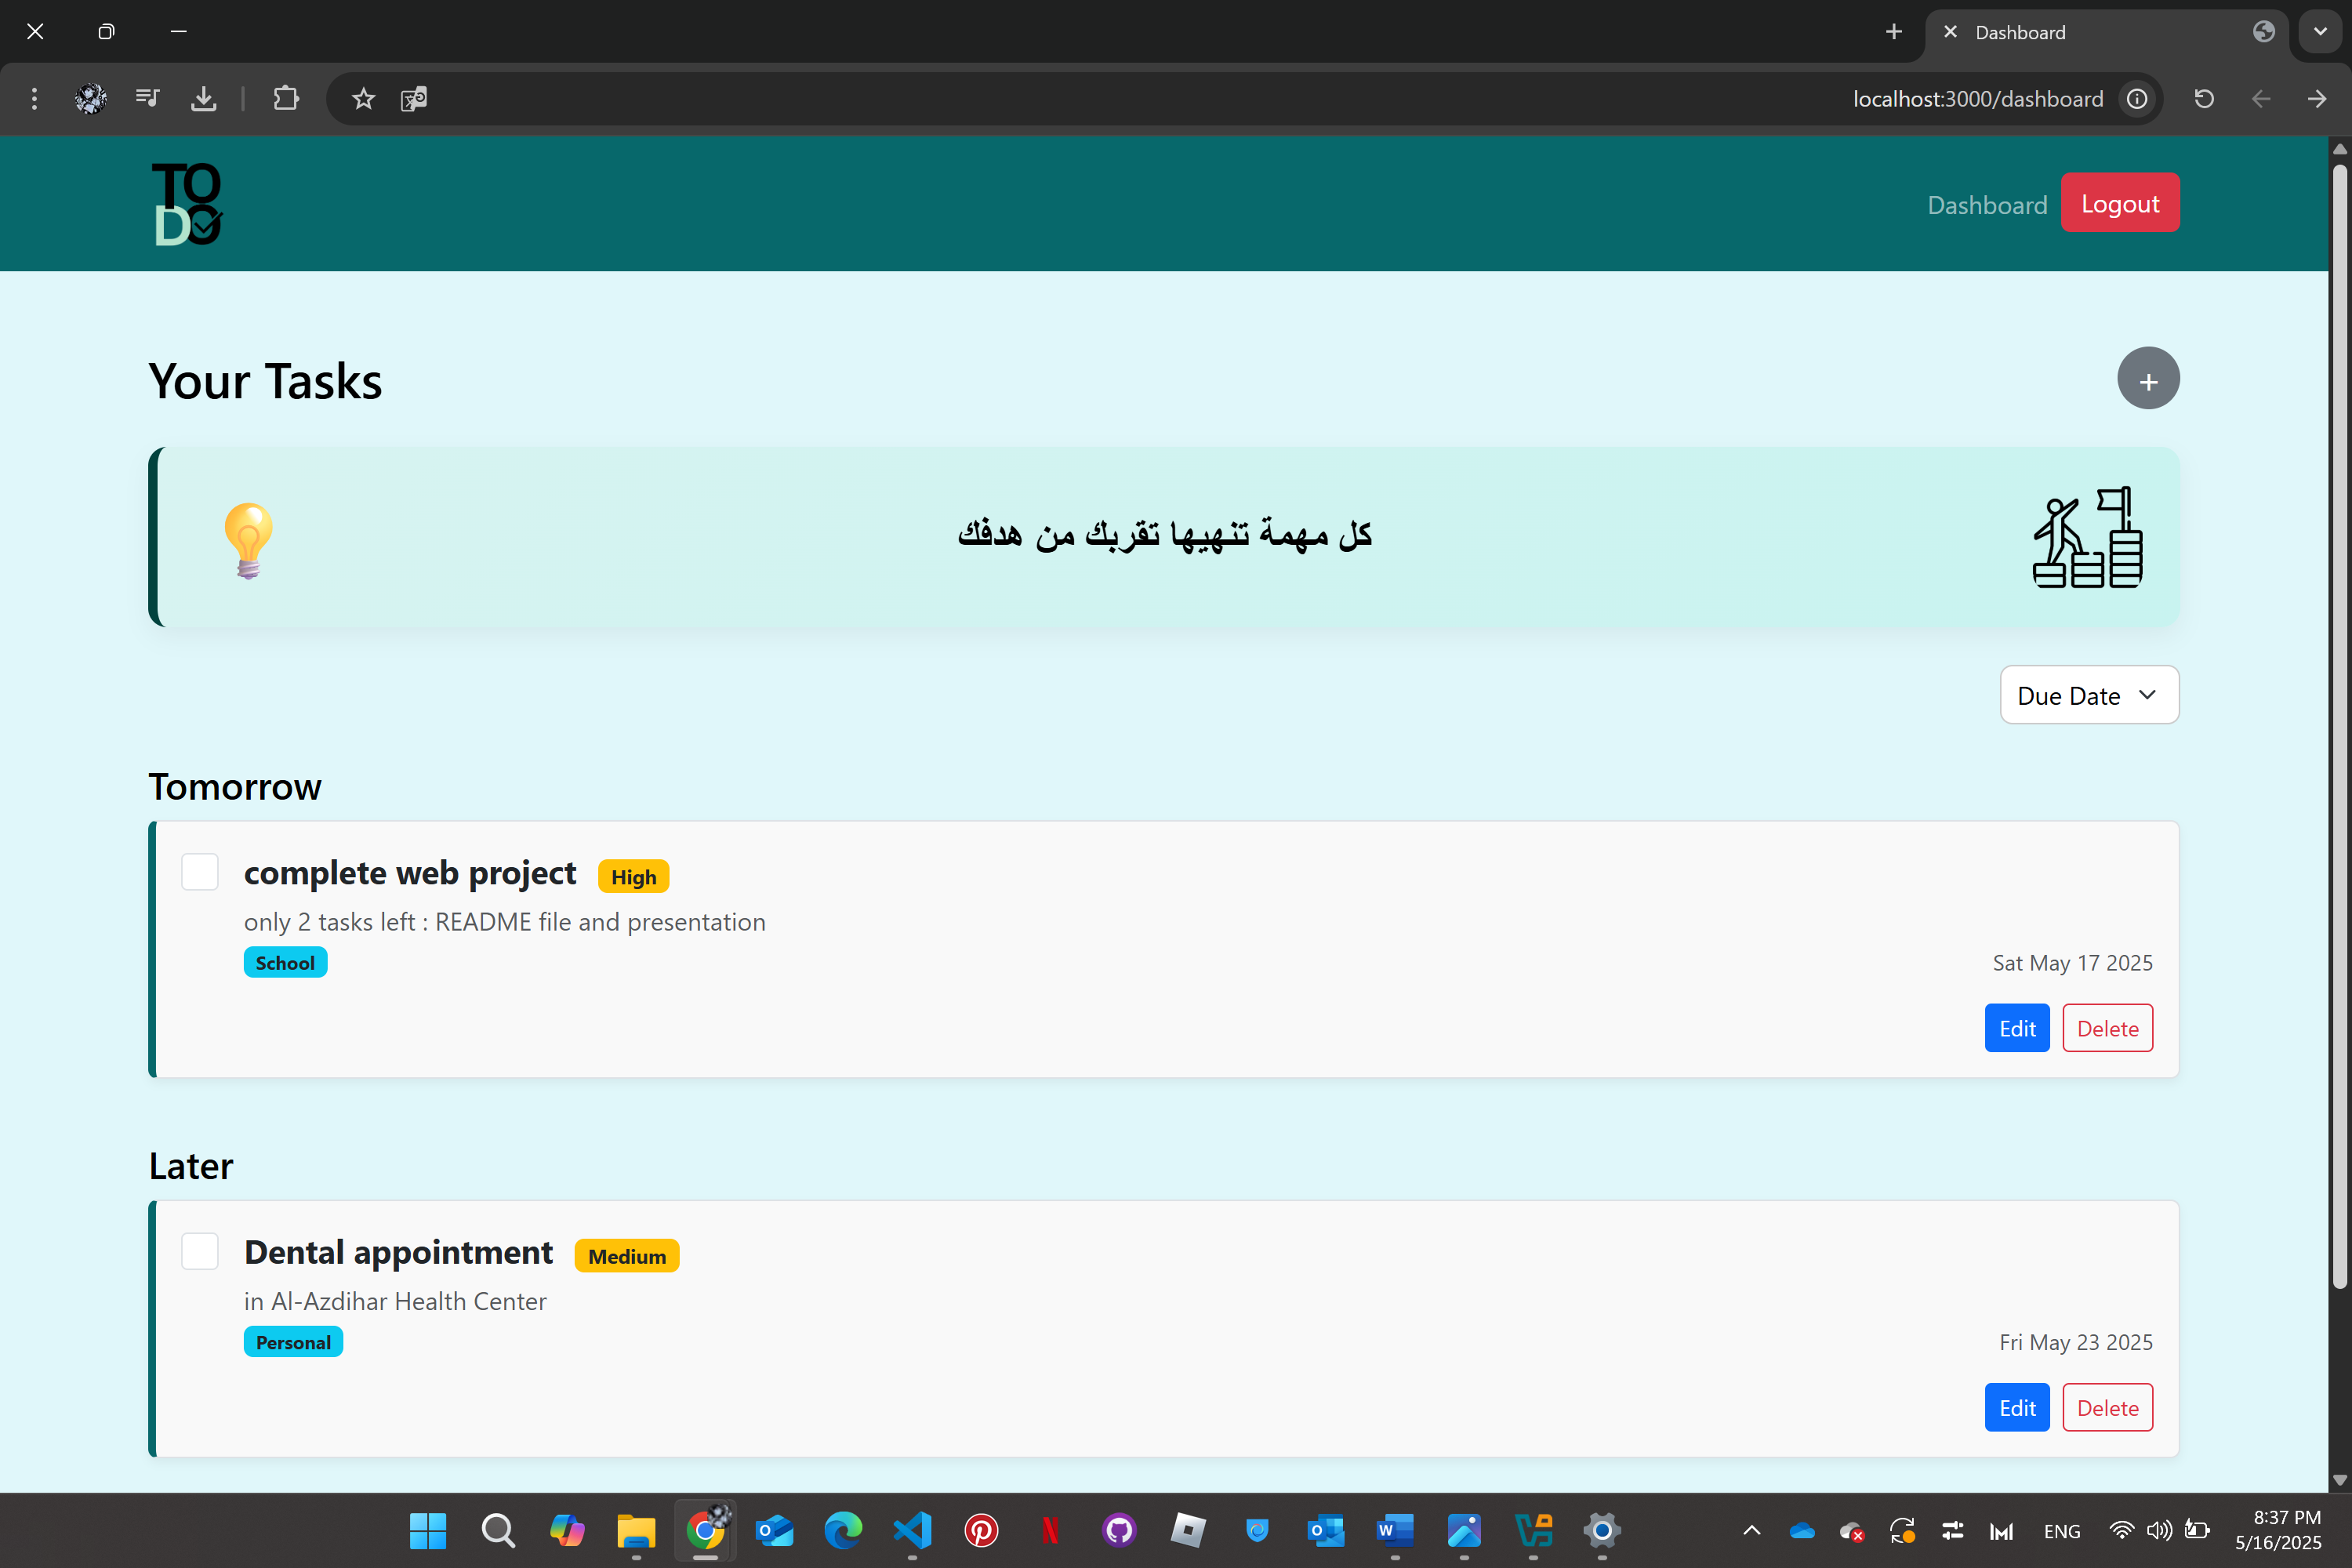 Dashboard
localhost:3000/dashboard
TO
DO
Dashboard
Logout
Your Tasks
+
كل مهمة تنهيها تقربك من هدفك
Due Date
Tomorrow
complete web project High
only 2 tasks left : README file and presentation
School
Sat May 17 2025
Edit Delete
Later
Dental appointment Medium
in Al-Azdihar Health Center
Personal
Fri May 23 2025
Edit Delete
ENG
8:37 PM
5/16/2025